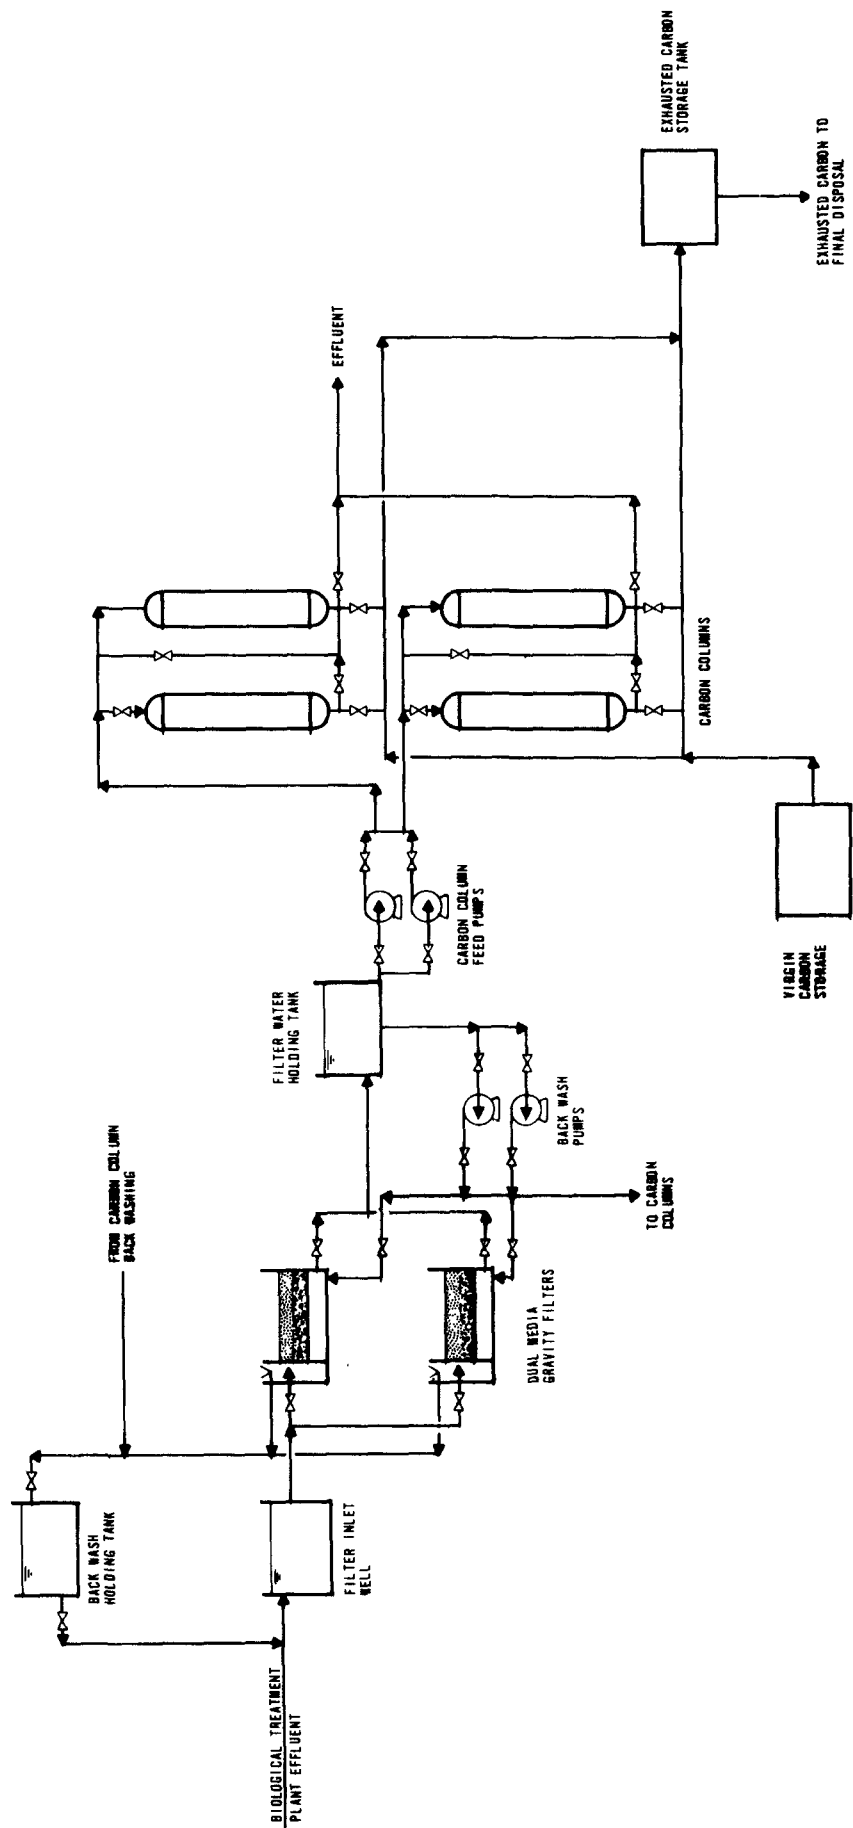 BIOLOGICAL TREATMENT
PLANT EFFLUENT
BACK WASH
HOLDING TANK
FILTER INLET
WELL
FROM CARBON COLUMN
BACK WASHING
DUAL MEDIA
GRAVITY FILTERS
FILTER WATER
HOLDING TANK
BACK WASH
PUMPS
TO CARBON
COLUMNS
CARBON COLUMN
FEED PUMPS
VIRGIN
CARBON
STORAGE
CARBON COLUMNS
EFFLUENT
EXHAUSTED CARBON
STORAGE TANK
EXHAUSTED CARBON TO
FINAL DISPOSAL